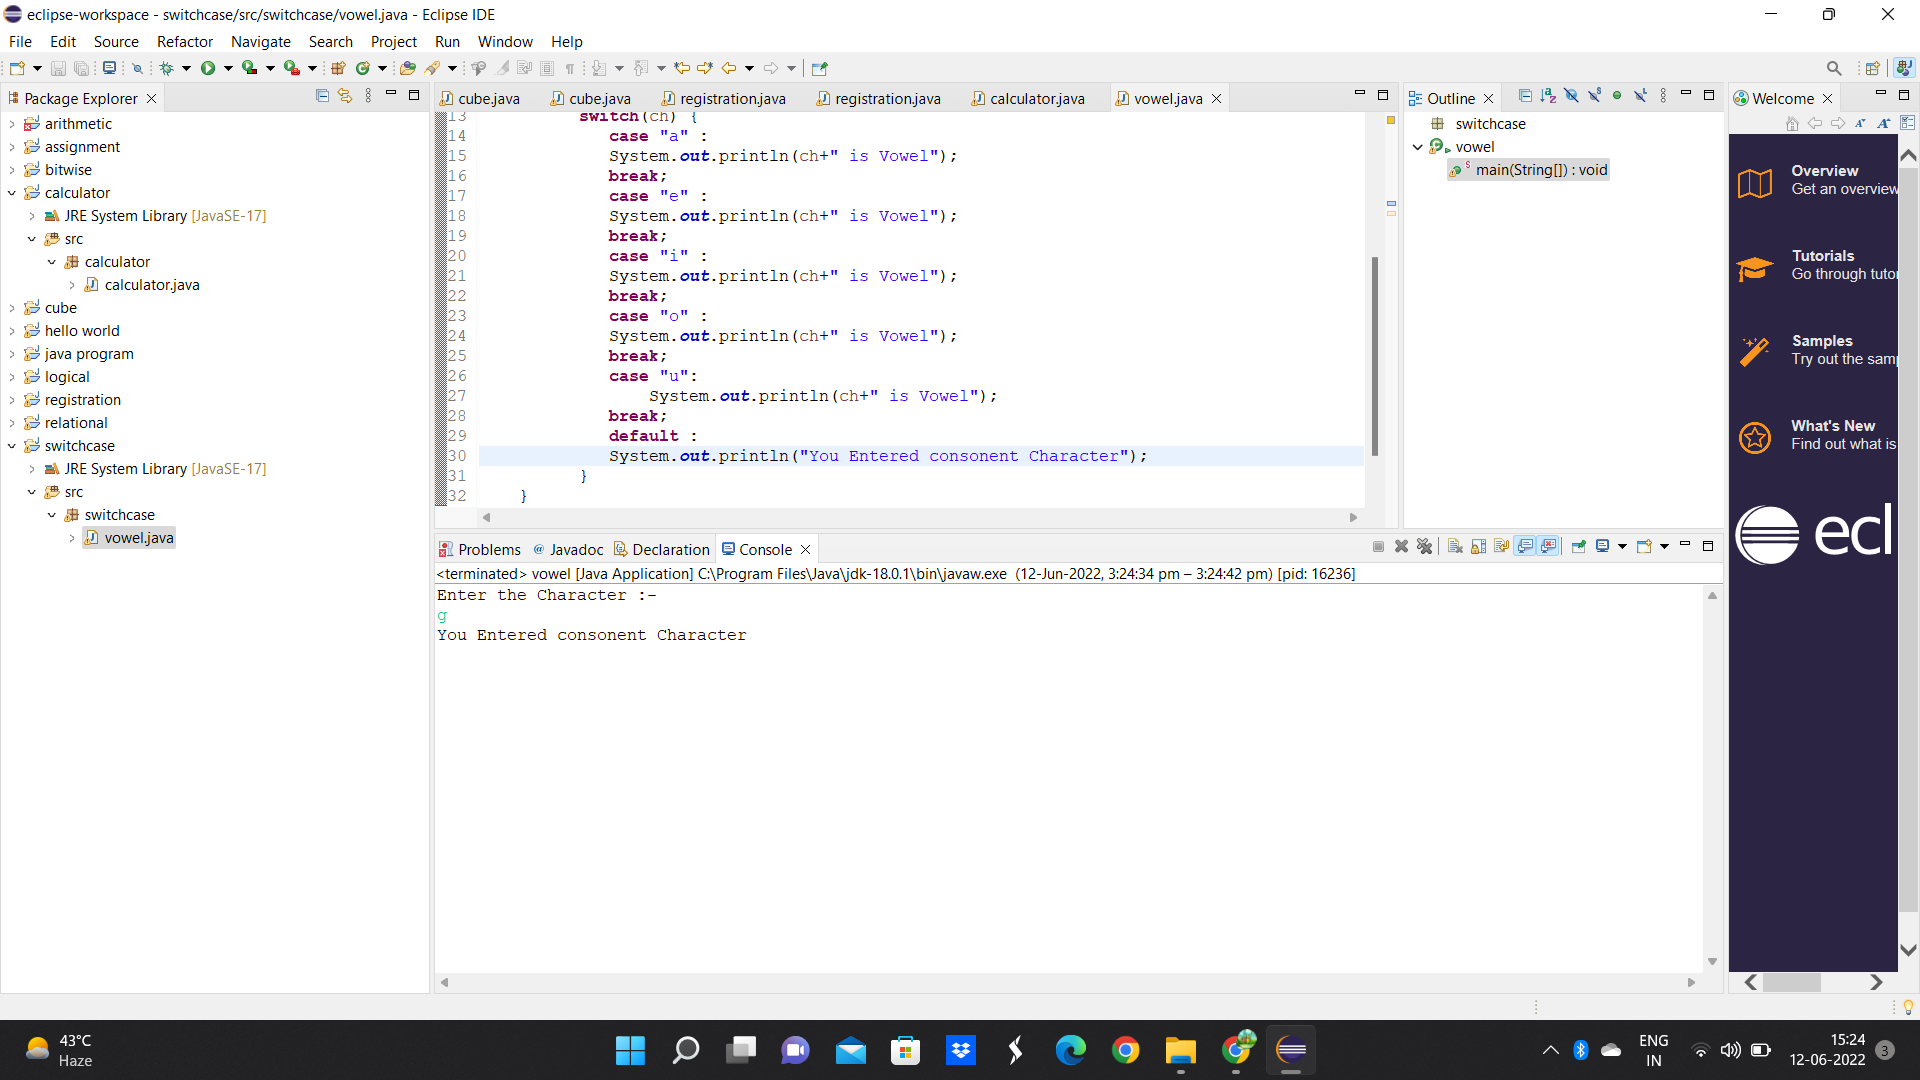 eclipse-workspace - switchcase/src/switchcase/vowel.java - Eclipse IDE
File Edit Source Refactor Navigate Search Project Run Window Help
Package Explorer
arithmetic
assignment
bitwise
calculator
JRE System Library [JavaSE-17]
src
calculator
calculator.java
cube
hello world
java program
logical
registration
relational
switchcase
JRE System Library [JavaSE-17]
src
switchcase
vowel.java
cube.java cube.java registration.java registration.java calculator.java vowel.java
13 switch(ch) {
14 case "a" :
15 System.out.println(ch+" is Vowel");
16 break;
17 case "e" :
18 System.out.println(ch+" is Vowel");
19 break;
20 case "i" :
21 System.out.println(ch+" is Vowel");
22 break;
23 case "o" :
24 System.out.println(ch+" is Vowel");
25 break;
26 case "u":
27 System.out.println(ch+" is Vowel");
28 break;
29 default :
30 System.out.println("You Entered consonent Character");
31 }
32 }
Outline
switchcase
vowel
main(String[]) : void
Welcome
Overview
Get an overview
Tutorials
Go through tutor
Samples
Try out the samp
What's New
Find out what is
ecl
Problems @ Javadoc Declaration Console
<terminated> vowel [Java Application] C:\Program Files\Java\jdk-18.0.1\bin\javaw.exe (12-Jun-2022, 3:24:34 pm – 3:24:42 pm) [pid: 16236]
Enter the Character :-
g
You Entered consonent Character
43°C
Haze
ENG
IN
15:24
12-06-2022
3